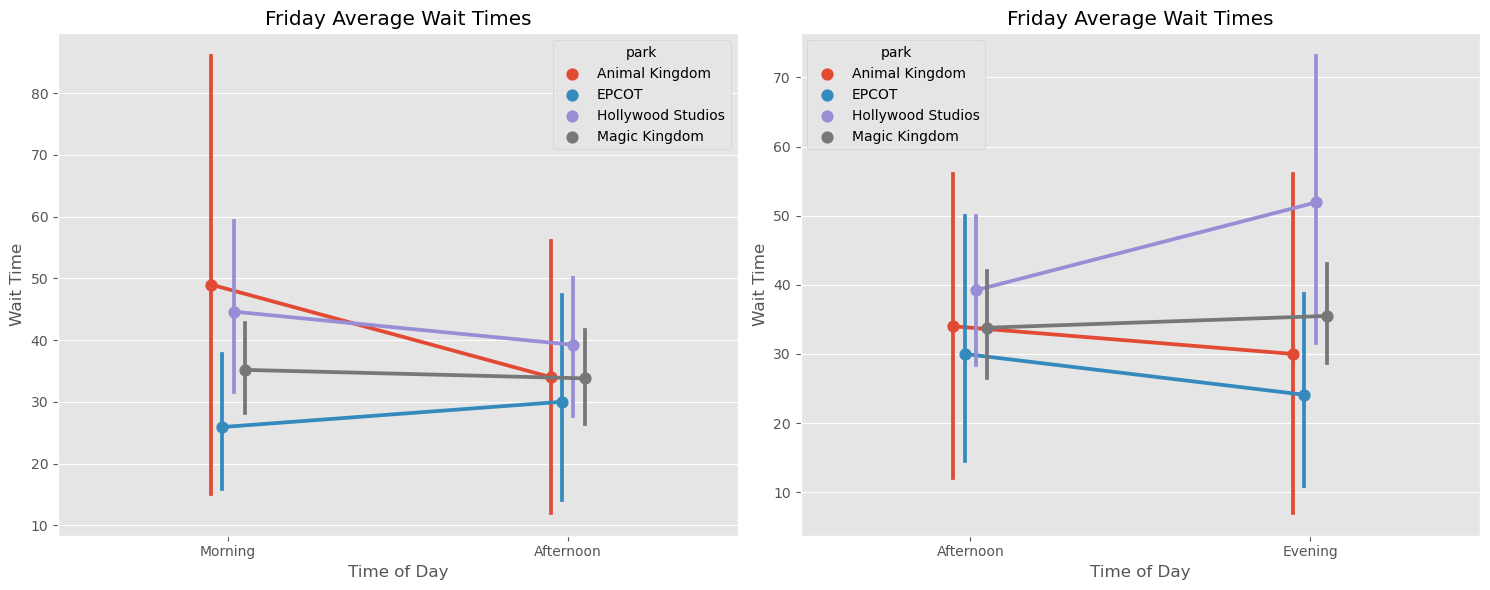 Friday Average Wait Times
park
Animal Kingdom
EPCOT
Hollywood Studios
Magic Kingdom
80
70
60
50
40
30
20
10
Wait Time
Morning
Afternoon
Time of Day
Friday Average Wait Times
park
Animal Kingdom
EPCOT
Hollywood Studios
Magic Kingdom
70
60
50
40
30
20
10
Wait Time
Afternoon
Evening
Time of Day